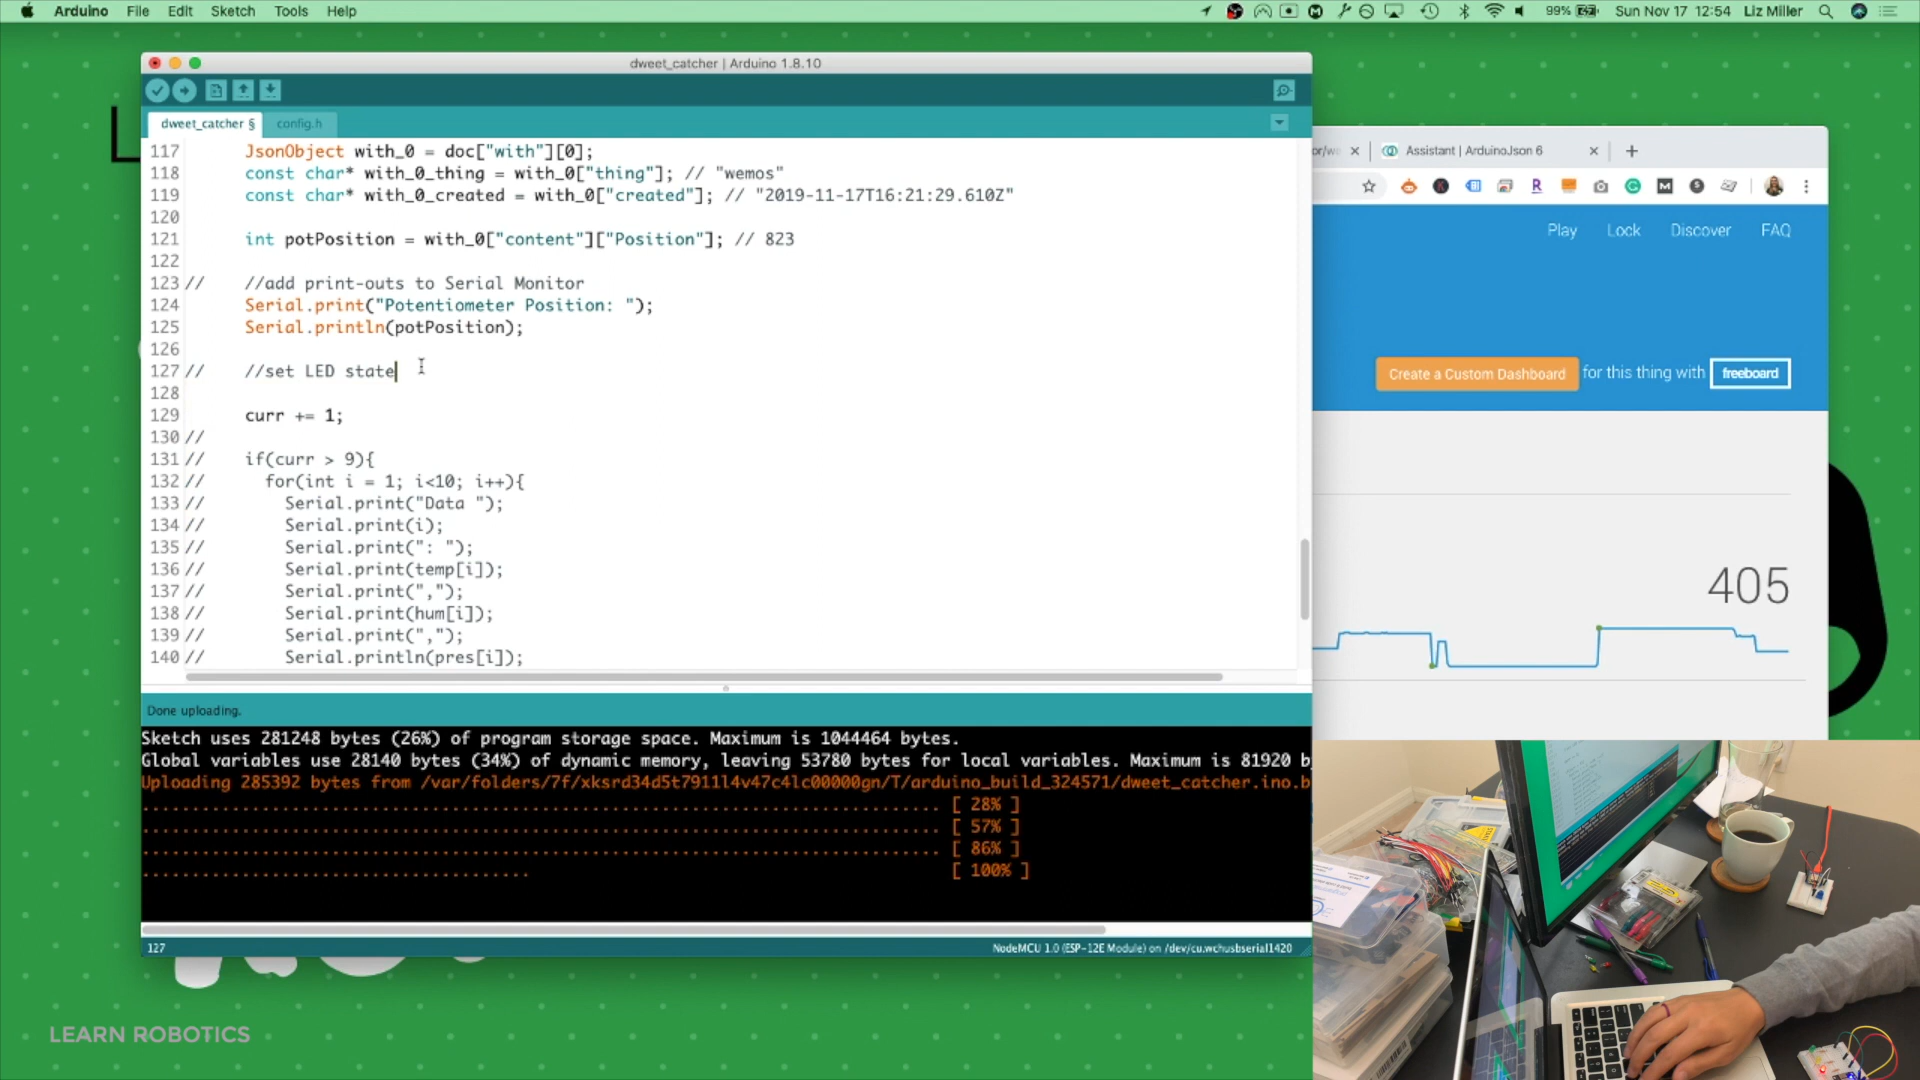 Arduino File Edit Sketch Tools Help
99% Sun Nov 17 12:54 Liz Miller
dweet_catcher | Arduino 1.8.10
dweet_catcher § config.h
117 JsonObject with_0 = doc["with"][0];
118 const char* with_0_thing = with_0["thing"]; // "wemos"
119 const char* with_0_created = with_0["created"]; // "2019-11-17T16:21:29.610Z"
120
121 int potPosition = with_0["content"]["Position"]; // 823
122
123 // //add print-outs to Serial Monitor
124 Serial.print("Potentiometer Position: ");
125 Serial.println(potPosition);
126
127 // //set LED state
128
129 curr += 1;
130 //
131 // if(curr > 9){
132 // for(int i = 1; i<10; i++){
133 // Serial.print("Data ");
134 // Serial.print(i);
135 // Serial.print(": ");
136 // Serial.print(temp[i]);
137 // Serial.print(",");
138 // Serial.print(hum[i]);
139 // Serial.print(",");
140 // Serial.println(pres[i]);
Done uploading.
Sketch uses 281248 bytes (26%) of program storage space. Maximum is 1044464 bytes.
Global variables use 28140 bytes (34%) of dynamic memory, leaving 53780 bytes for local variables. Maximum is 81920 b
Uploading 285392 bytes from /var/folders/7f/xksrd34d5t7911l4v47c4lc00000gn/T/arduino_build_324571/dweet_catcher.ino.b
................................................................................ [ 28% ]
................................................................................ [ 57% ]
................................................................................ [ 86% ]
....................................... [ 100% ]
127 NodeMCU 1.0 (ESP-12E Module) on /dev/cu.wchusbserial1420
Assistant | ArduinoJson 6
Play Lock Discover FAQ
Create a Custom Dashboard for this thing with freeboard
405
LEARN ROBOTICS